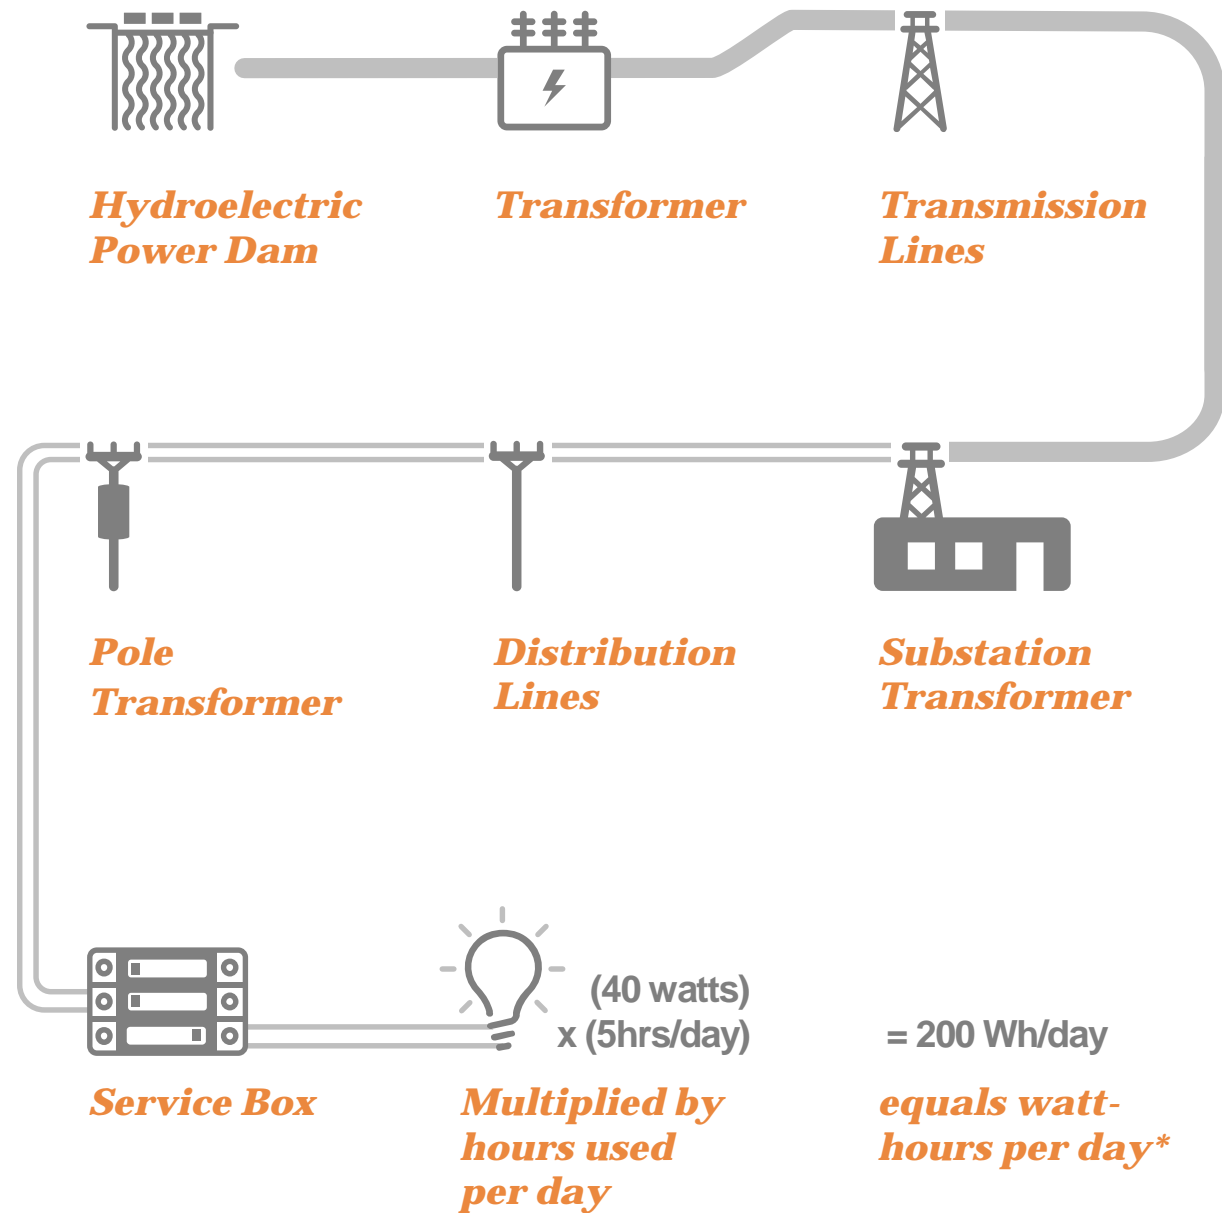 Hydroelectric
Power Dam
Transformer
Transmission
Lines
Pole
Transformer
Distribution
Lines
Substation
Transformer
(40 watts)
x (5hrs/day)
= 200 Wh/day
Service Box
Multiplied by
hours used
per day
equals watt-
hours per day*